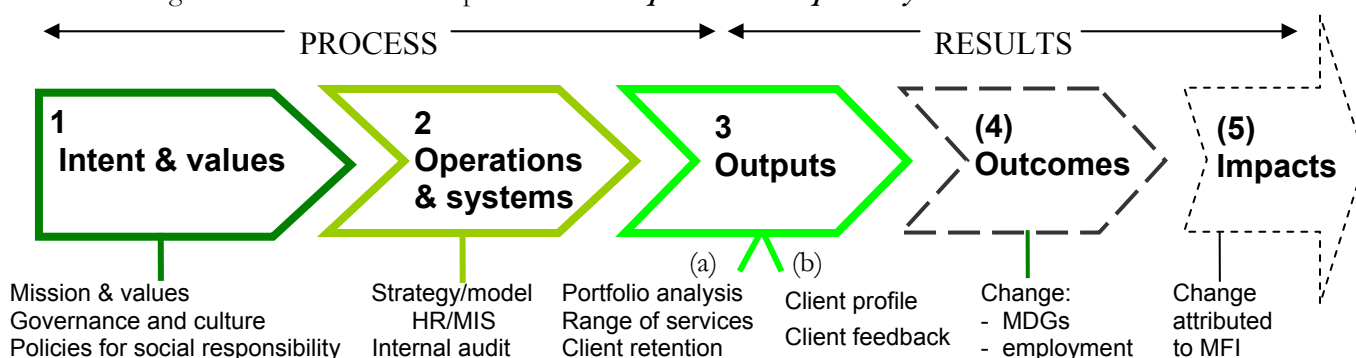 PROCESS
RESULTS
1
Intent & values
2
Operations
& systems
3
Outputs
(4)
Outcomes
(5)
Impacts
(a)
(b)
Mission & values
Governance and culture
Policies for social responsibility
Strategy/model
HR/MIS
Internal audit
Portfolio analysis
Range of services
Client retention
Client profile
Client feedback
Change:
- MDGs
- employment
Change
attributed
to MFI